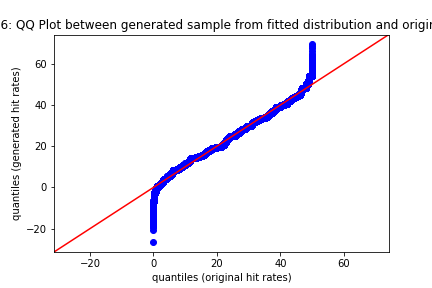 6: QQ Plot between generated sample from fitted distribution and origin
60
40
20
0
−20
quantiles (generated hit rates)
−20 0 20 40 60
quantiles (original hit rates)